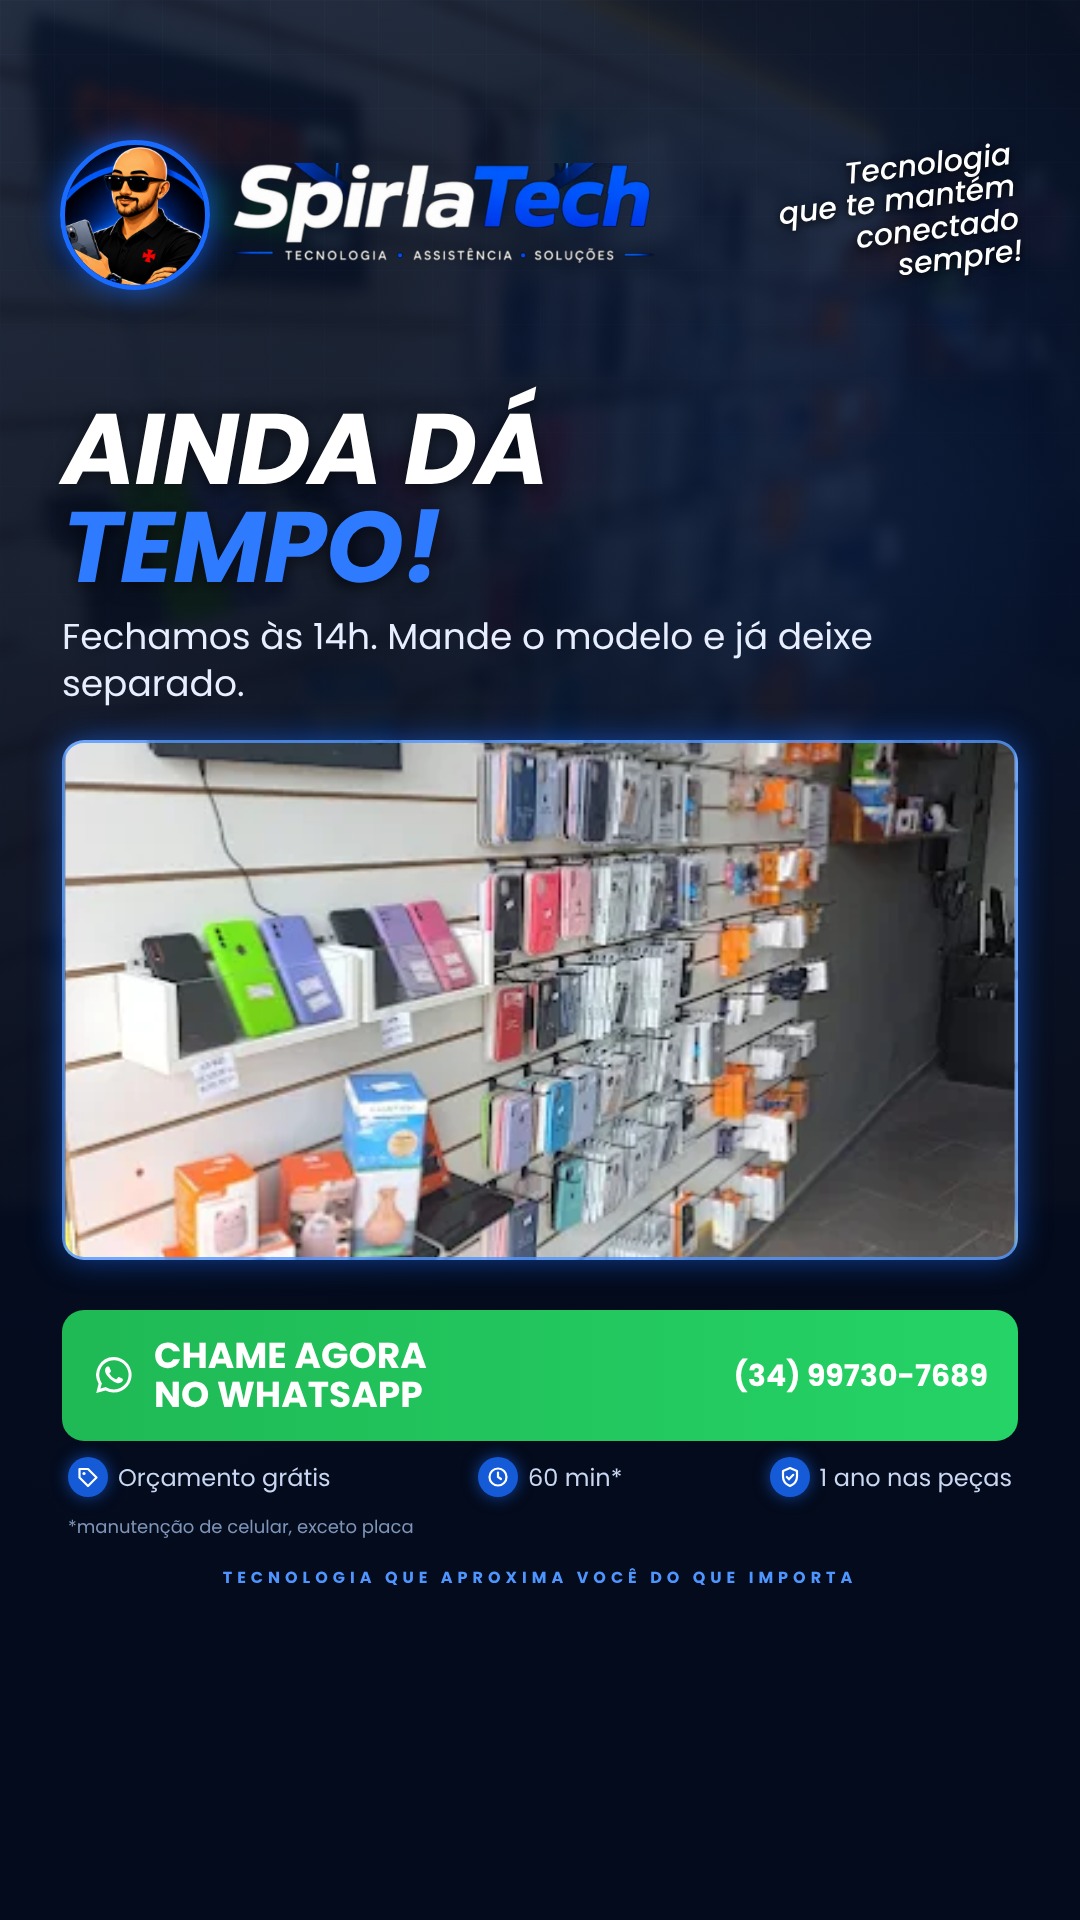 SpirlaTech
TECNOLOGIA • ASSISTÊNCIA • SOLUÇÕES
Tecnologia
que te mantém
conectado
sempre!
AINDA DÁ
TEMPO!
Fechamos às 14h. Mande o modelo e já deixe
separado.
CHAME AGORA
NO WHATSAPP
(34) 99730-7689
Orçamento grátis
60 min*
1 ano nas peças
*manutenção de celular, exceto placa
TECNOLOGIA QUE APROXIMA VOCÊ DO QUE IMPORTA